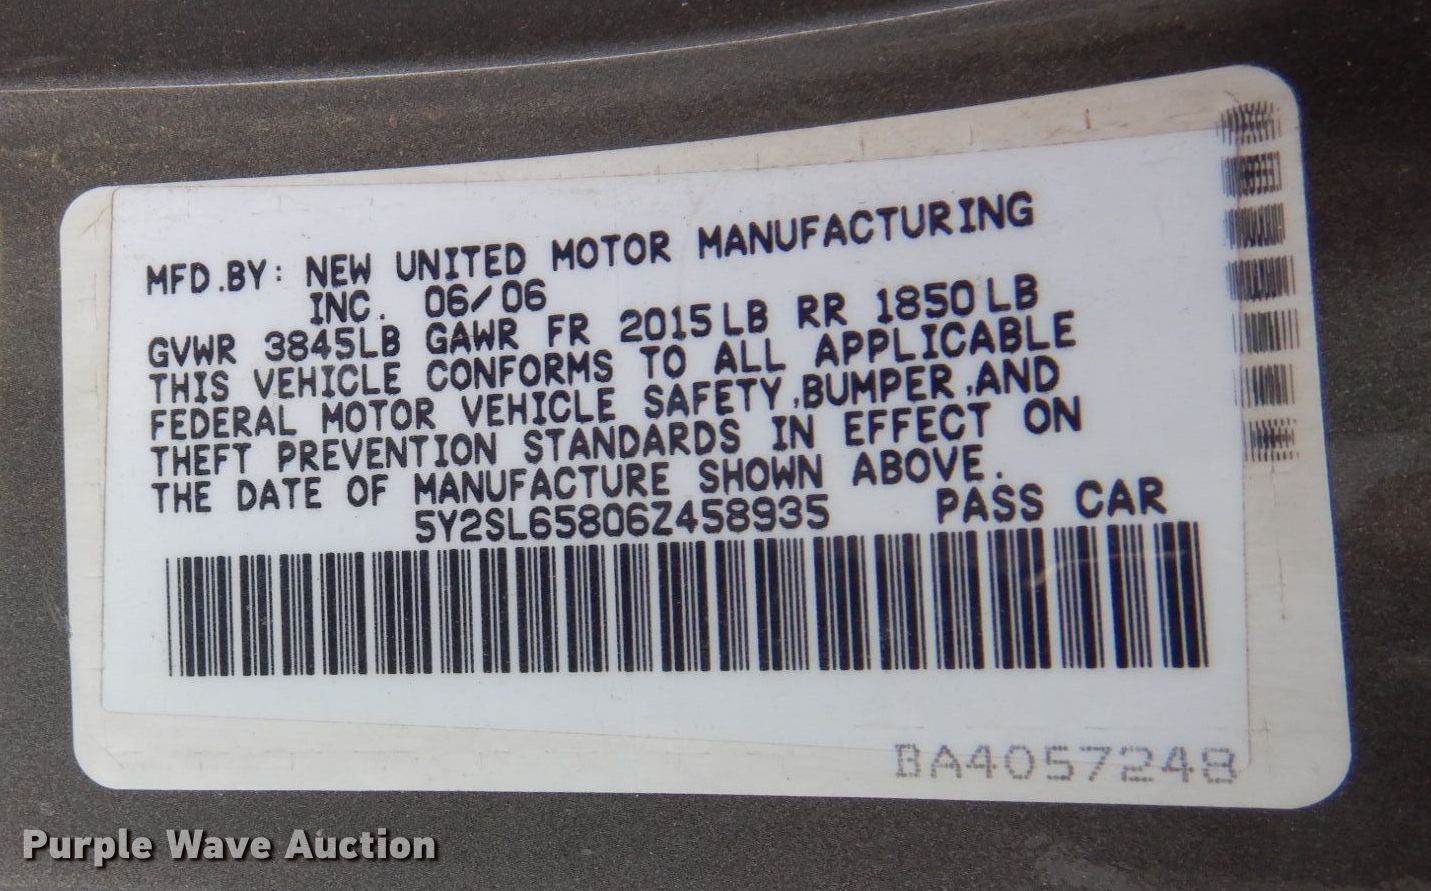 MFD.BY: NEW UNITED MOTOR MANUFACTURING
INC. 06/06
GVWR 3845LB GAWR FR 2015LB RR 1850LB
THIS VEHICLE CONFORMS TO ALL APPLICABLE
FEDERAL MOTOR VEHICLE SAFETY,BUMPER,AND
THEFT PREVENTION STANDARDS IN EFFECT ON
THE DATE OF MANUFACTURE SHOWN ABOVE.
5Y2SL65806Z458935 PASS CAR
BA4057248
Purple Wave Auction